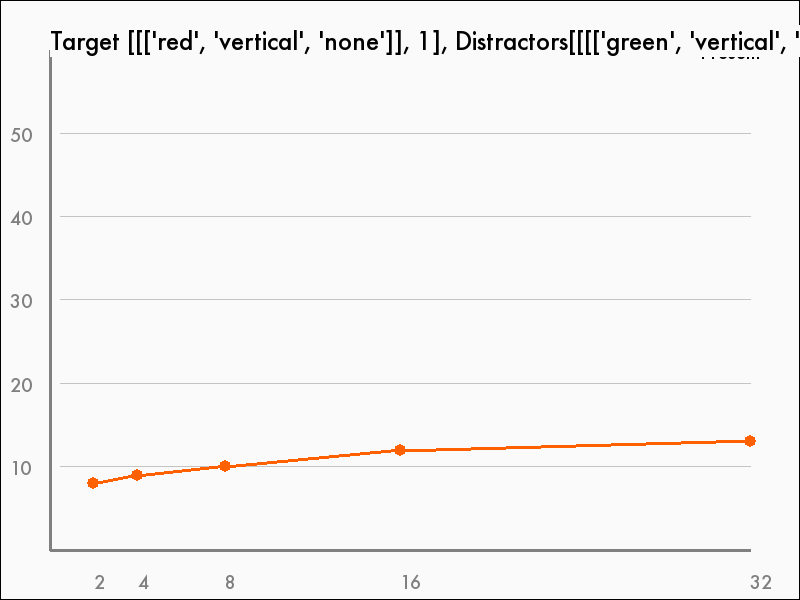 Target [[['red', 'vertical', 'none']], 1], Distractors[[[['green', 'vertical', '
50
40
30
20
10
2 4 8 16 32